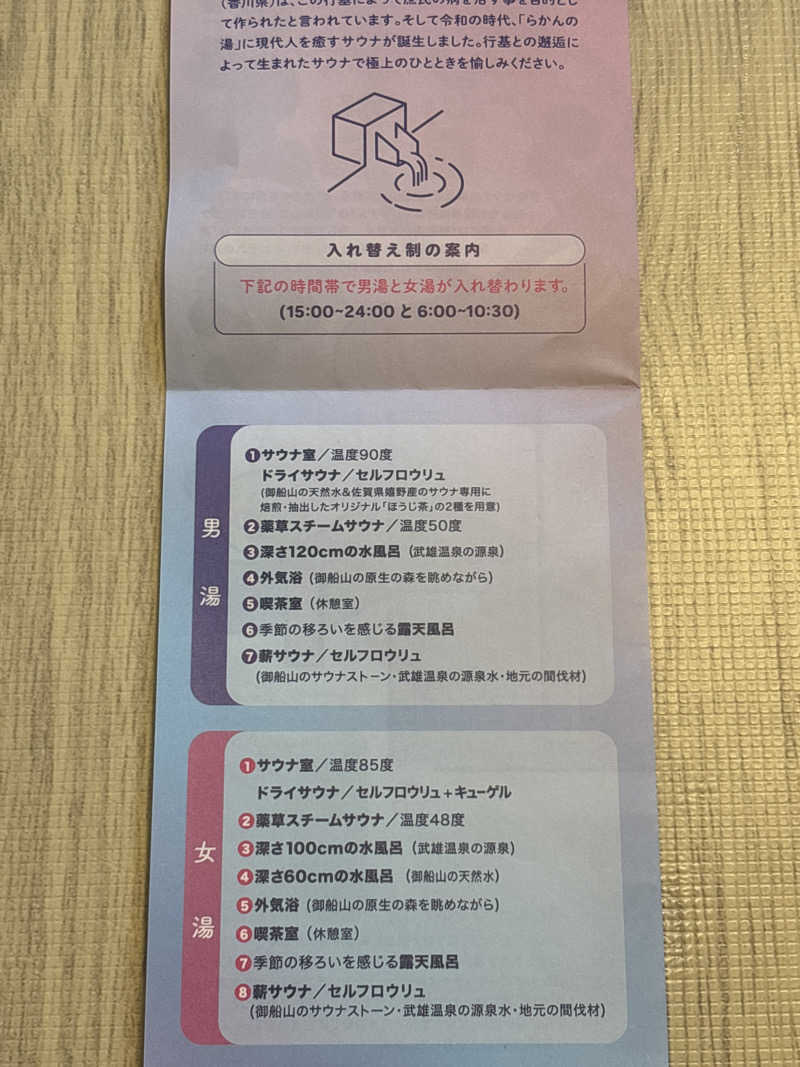 (香川県)は、この行基によって庶民の病を治す事を目的とし
て作られたと言われています。そして令和の時代、「らかんの
湯」に現代人を癒すサウナが誕生しました。行基との邂逅に
よって生まれたサウナで極上のひとときを愉しみください。
入れ替え制の案内
下記の時間帯で男湯と女湯が入れ替わります。
(15:00~24:00 と 6:00~10:30)
男湯
❶サウナ室／温度90度
ドライサウナ／セルフロウリュ
(御船山の天然水&佐賀県嬉野産のサウナ専用に
焙煎・抽出したオリジナル「ほうじ茶」の2種を用意)
❷薬草スチームサウナ／温度50度
❸深さ120cmの水風呂（武雄温泉の源泉）
❹外気浴（御船山の原生の森を眺めながら）
❺喫茶室（休憩室）
❻季節の移ろいを感じる露天風呂
❼薪サウナ／セルフロウリュ
(御船山のサウナストーン・武雄温泉の源泉水・地元の間伐材)
女湯
❶サウナ室／温度85度
ドライサウナ／セルフロウリュ+キューゲル
❷薬草スチームサウナ／温度48度
❸深さ100cmの水風呂（武雄温泉の源泉）
❹深さ60cmの水風呂（御船山の天然水）
❺外気浴（御船山の原生の森を眺めながら）
❻喫茶室（休憩室）
❼季節の移ろいを感じる露天風呂
❽薪サウナ／セルフロウリュ
(御船山のサウナストーン・武雄温泉の源泉水・地元の間伐材)